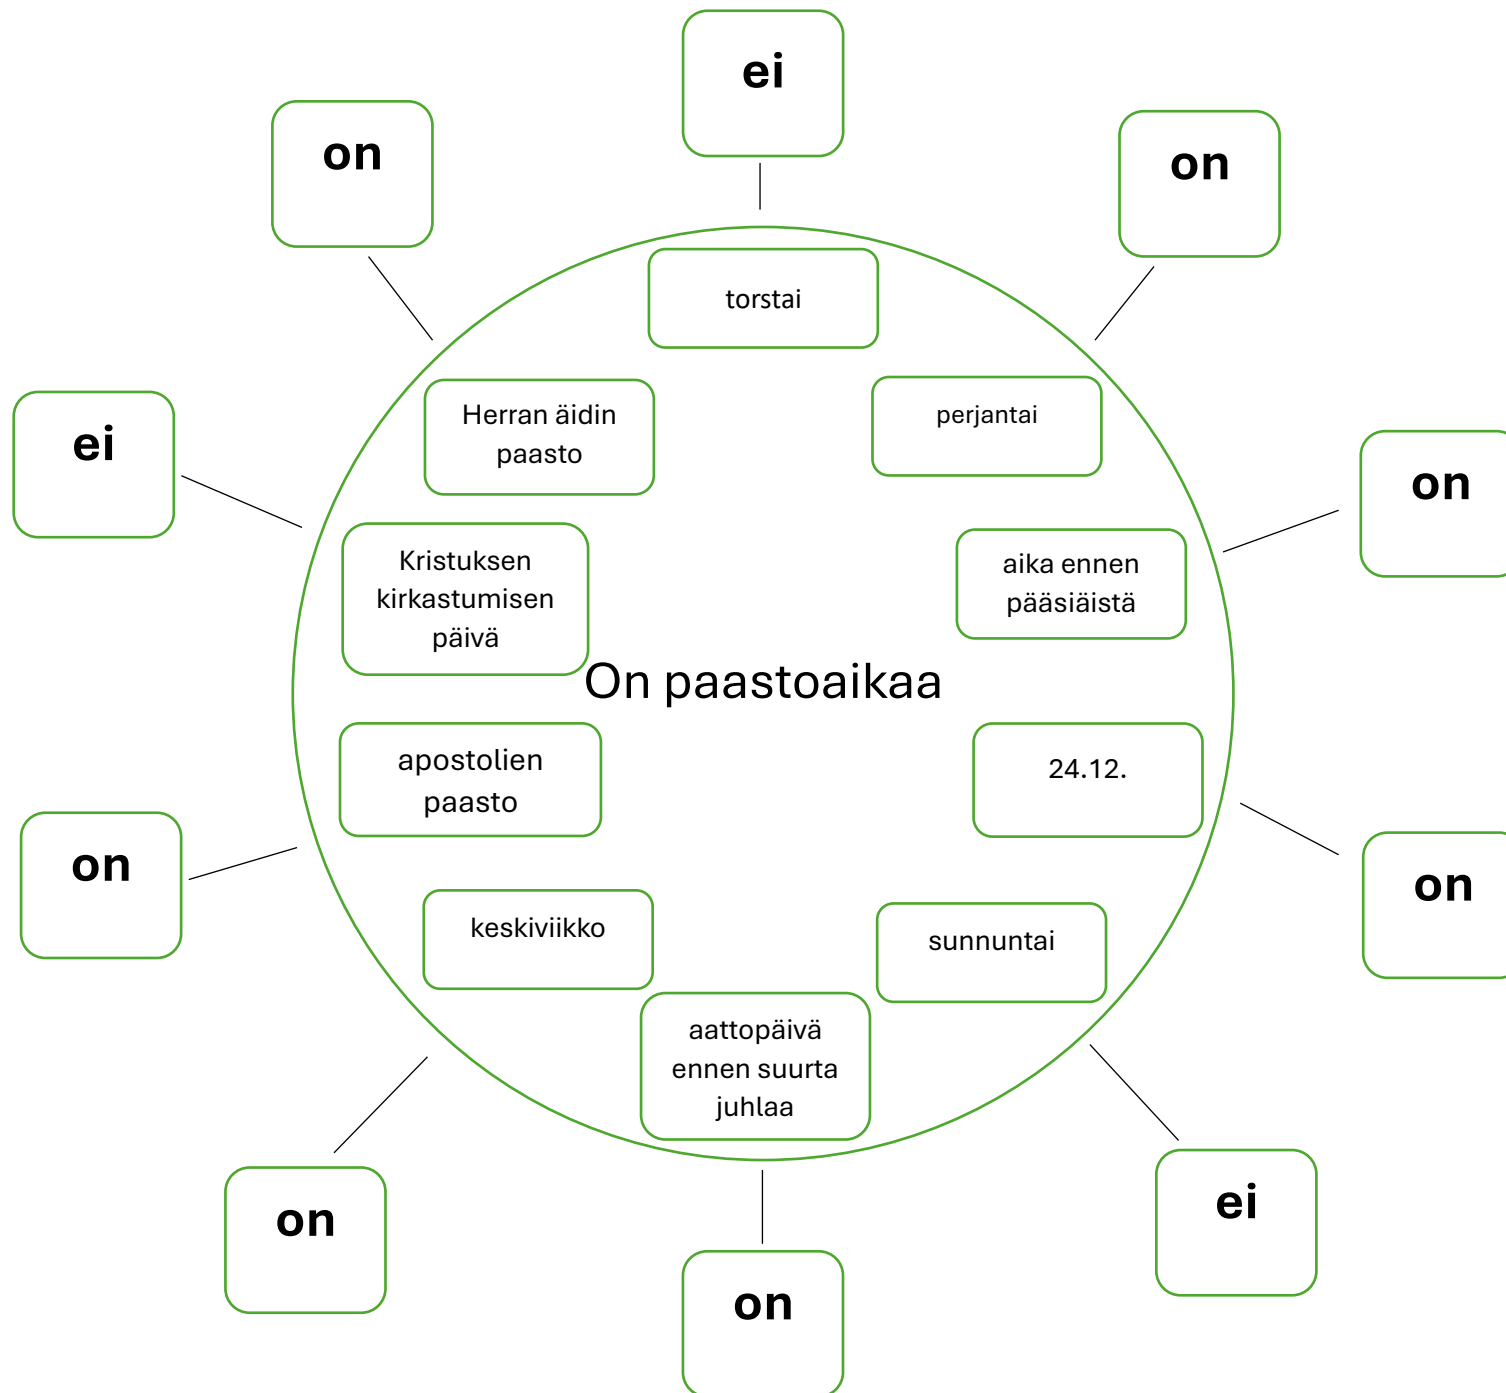 ei
on
on
torstai
Herran äidin
paasto
perjantai
ei
on
Kristuksen
kirkastumisen
päivä
aika ennen
pääsiäistä
On paastoaikaa
apostolien
paasto
24.12.
on
on
keskiviikko
sunnuntai
aattopäivä
ennen suurta
juhlaa
on
ei
on